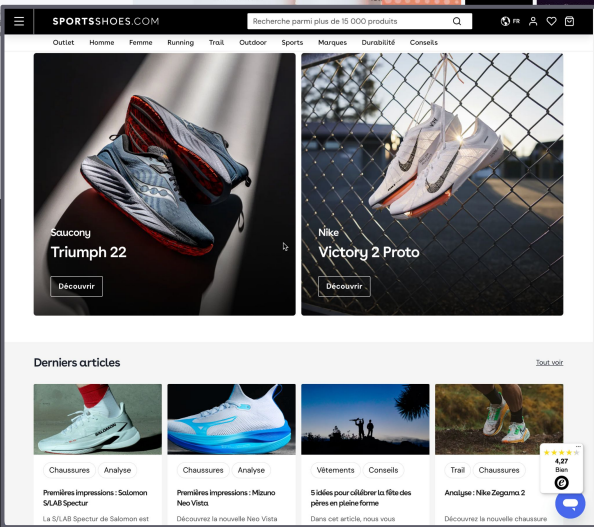 SPORTSSHOES.COM
Recherche parmi plus de 15 000 produits
FR
Outlet Homme Femme Running Trail Outdoor Sports Marques Durabilité Conseils
Saucony
Triumph 22
Découvrir
Nike
Victory 2 Proto
Découvrir
Derniers articles
Tout voir
SALOMON
Chaussures Analyse
Chaussures Analyse
Vêtements Conseils
Trail Chaussures
Premières impressions : Salomon
S/LAB Spectur
Premières impressions : Mizuno
Neo Vista
5 idées pour célébrer la fête des
pères en pleine forme
Analyse : Nike Zegama 2
La S/LAB Spectur de Salomon est
Découvrez la nouvelle Neo Vista
Dans cet article, nous vous
Découvrez la nouvelle chaussure
4,27
Bien